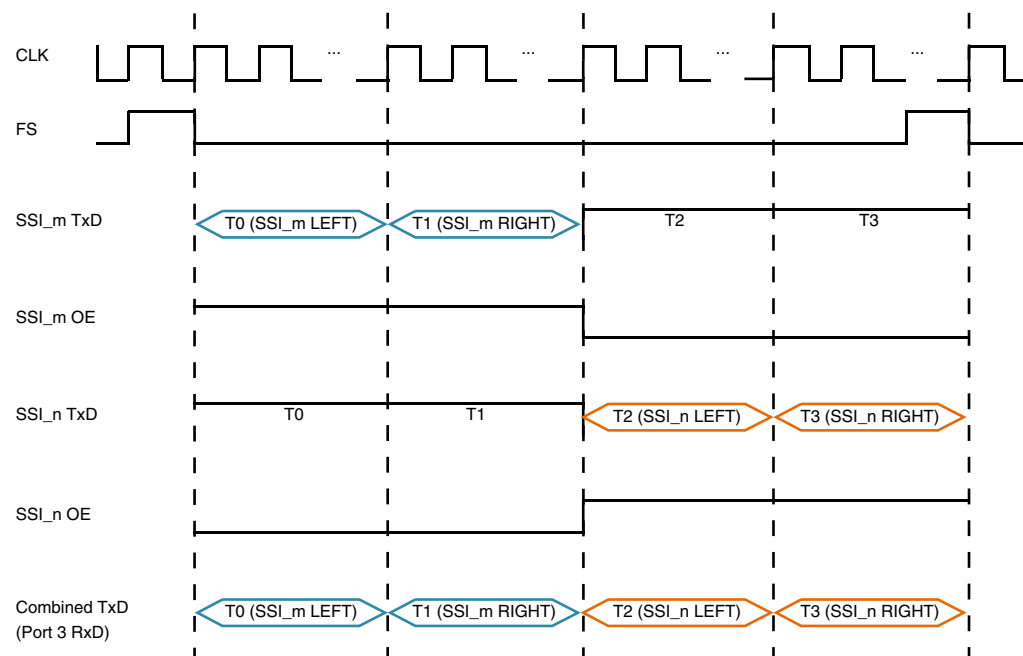 CLK
... ... ... ...
FS
SSI_m TxD
T0 (SSI_m LEFT) T1 (SSI_m RIGHT) T2 T3
SSI_m OE
SSI_n TxD
T0 T1 T2 (SSI_n LEFT) T3 (SSI_n RIGHT)
SSI_n OE
Combined TxD
(Port 3 RxD)
T0 (SSI_m LEFT) T1 (SSI_m RIGHT) T2 (SSI_n LEFT) T3 (SSI_n RIGHT)